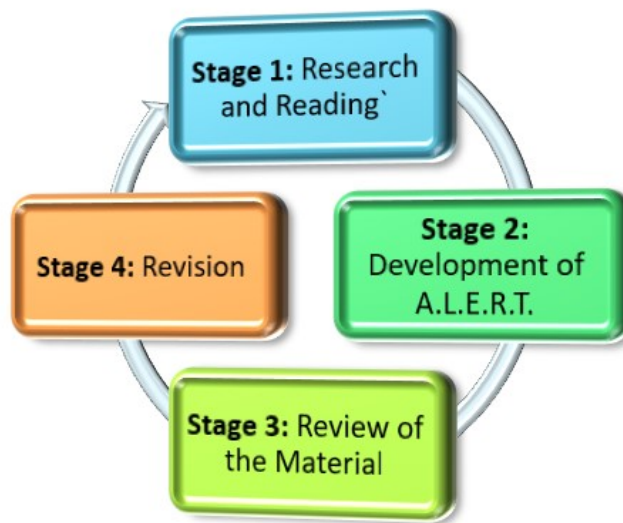 Stage 1: Research
and Reading`
Stage 2:
Development of
A.L.E.R.T.
Stage 3: Review of
the Material
Stage 4: Revision